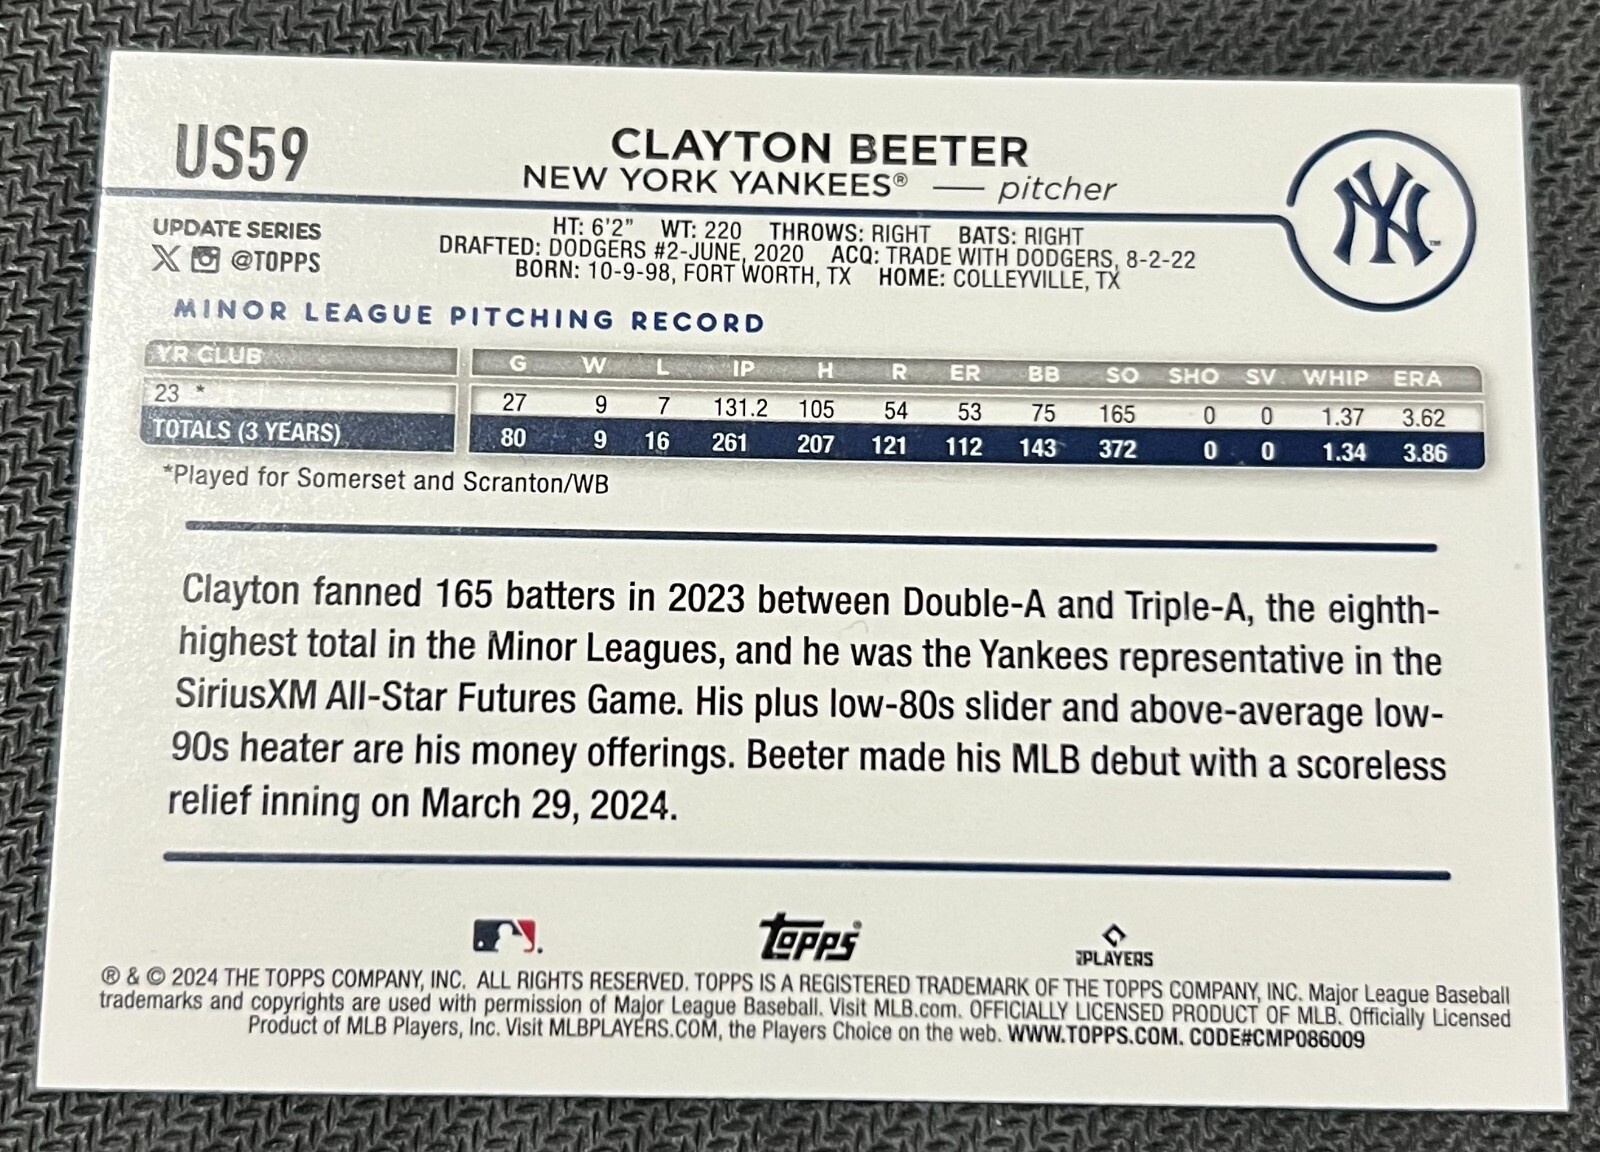 US59
CLAYTON BEETER
NEW YORK YANKEES® — pitcher
NY ™
UPDATE SERIES
@TOPPS
HT: 6'2" WT: 220 THROWS: RIGHT BATS: RIGHT
DRAFTED: DODGERS #2-JUNE, 2020 ACQ: TRADE WITH DODGERS, 8-2-22
BORN: 10-9-98, FORT WORTH, TX HOME: COLLEYVILLE, TX
MINOR LEAGUE PITCHING RECORD
YR CLUB G W L IP H R ER BB SO SHO SV WHIP ERA
23 * 27 9 7 131.2 105 54 53 75 165 0 0 1.37 3.62
TOTALS (3 YEARS) 80 9 16 261 207 121 112 143 372 0 0 1.34 3.86
*Played for Somerset and Scranton/WB
Clayton fanned 165 batters in 2023 between Double-A and Triple-A, the eighth-
highest total in the Minor Leagues, and he was the Yankees representative in the
SiriusXM All-Star Futures Game. His plus low-80s slider and above-average low-
90s heater are his money offerings. Beeter made his MLB debut with a scoreless
relief inning on March 29, 2024.
Topps® PLAYERS
® & © 2024 THE TOPPS COMPANY, INC. ALL RIGHTS RESERVED. TOPPS IS A REGISTERED TRADEMARK OF THE TOPPS COMPANY, INC. Major League Baseball
trademarks and copyrights are used with permission of Major League Baseball. Visit MLB.com. OFFICIALLY LICENSED PRODUCT OF MLB. Officially Licensed
Product of MLB Players, Inc. Visit MLBPLAYERS.COM, the Players Choice on the web. WWW.TOPPS.COM. CODE#CMP086009